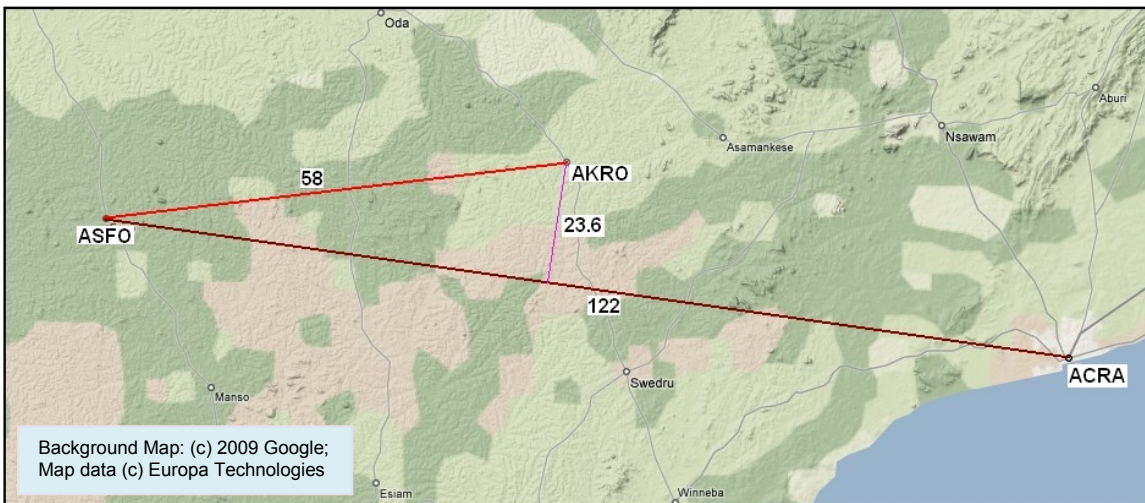 Oda
Aburi
Nsawam
Asamankese
AKRO
58
23.6
ASFO
122
ACRA
Swedru
Manso
Background Map: (c) 2009 Google;
Map data (c) Europa Technologies
Esiam
Winneba